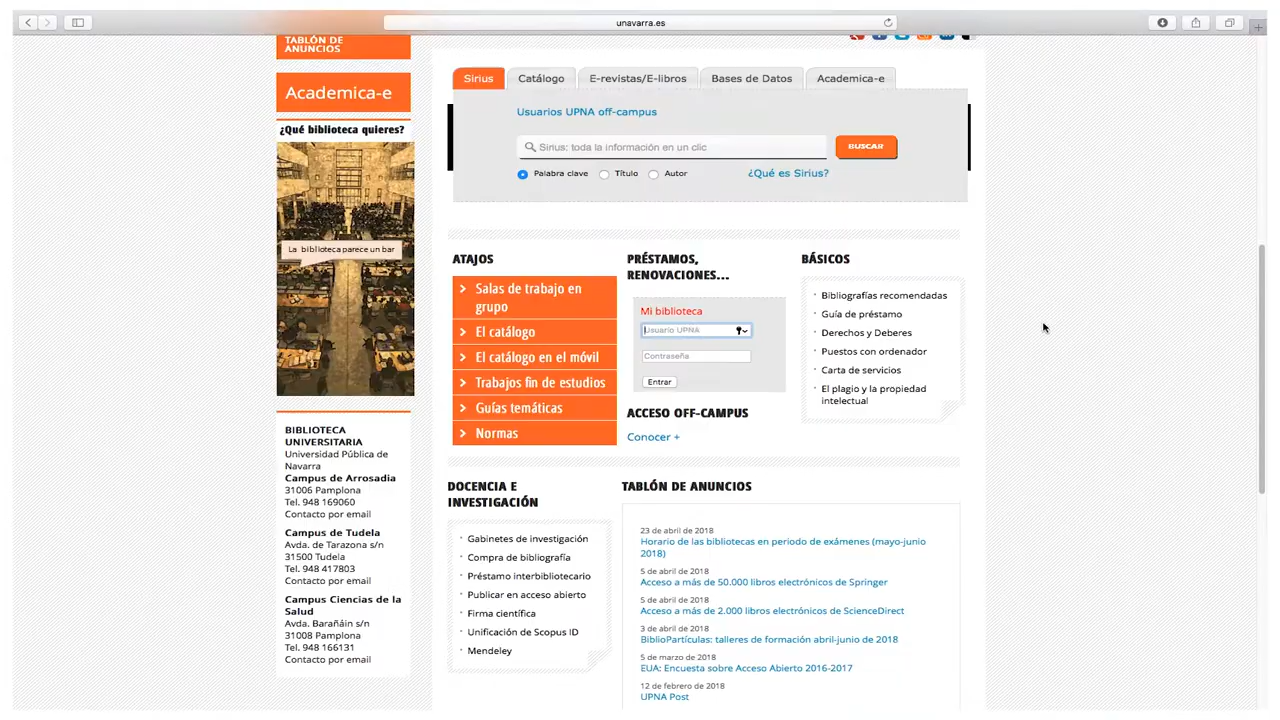 unavarra.es
TABLÓN DE
ANUNCIOS
Academica-e
¿Qué biblioteca quieres?
La biblioteca parece un bar
BIBLIOTECA
UNIVERSITARIA
Universidad Pública de
Navarra
Campus de Arrosadia
31006 Pamplona
Tel. 948 169060
Contacto por email
Campus de Tudela
Avda. de Tarazona s/n
31500 Tudela
Tel. 948 417803
Contacto por email
Campus Ciencias de la
Salud
Avda. Barañáin s/n
31008 Pamplona
Tel. 948 166131
Contacto por email
Sirius
Catálogo
E-revistas/E-libros
Bases de Datos
Academica-e
Usuarios UPNA off-campus
Sirius: toda la información en un clic
BUSCAR
Palabra clave
Título
Autor
¿Qué es Sirius?
ATAJOS
Salas de trabajo en
grupo
El catálogo
El catálogo en el móvil
Trabajos fin de estudios
Guías temáticas
Normas
PRÉSTAMOS,
RENOVACIONES...
Mi biblioteca
Usuario UPNA
Contraseña
Entrar
ACCESO OFF-CAMPUS
Conocer +
BÁSICOS
Bibliografías recomendadas
Guía de préstamo
Derechos y Deberes
Puestos con ordenador
Carta de servicios
El plagio y la propiedad
intelectual
DOCENCIA E
INVESTIGACIÓN
Gabinetes de investigación
Compra de bibliografía
Préstamo interbibliotecario
Publicar en acceso abierto
Firma científica
Unificación de Scopus ID
Mendeley
TABLÓN DE ANUNCIOS
23 de abril de 2018
Horario de las bibliotecas en periodo de exámenes (mayo-junio
2018)
5 de abril de 2018
Acceso a más de 50.000 libros electrónicos de Springer
5 de abril de 2018
Acceso a más de 2.000 libros electrónicos de ScienceDirect
3 de abril de 2018
BiblioPartículas: talleres de formación abril-junio de 2018
5 de marzo de 2018
EUA: Encuesta sobre Acceso Abierto 2016-2017
12 de febrero de 2018
UPNA Post